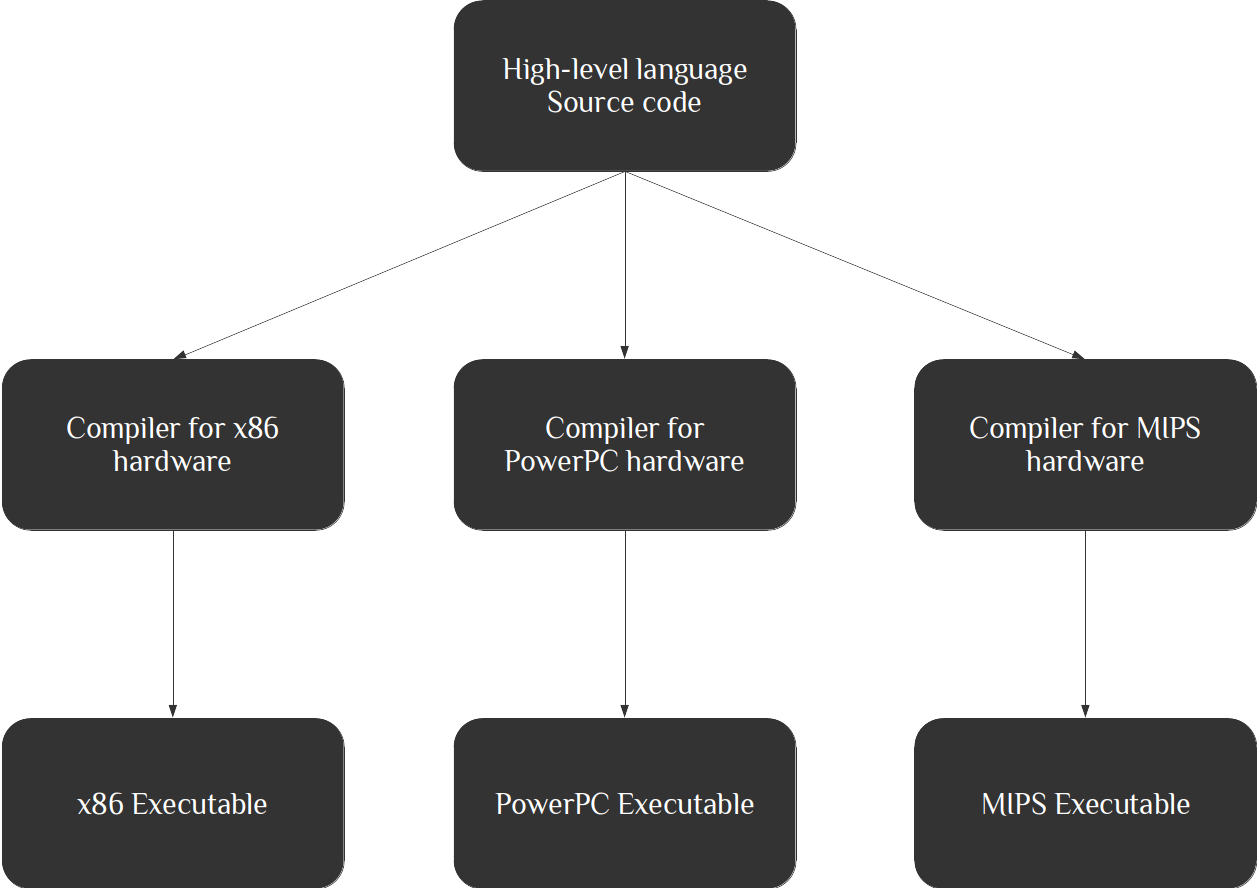 High-level language
Source code
Compiler for x86
hardware
Compiler for
PowerPC hardware
Compiler for MIPS
hardware
x86 Executable
PowerPC Executable
MIPS Executable